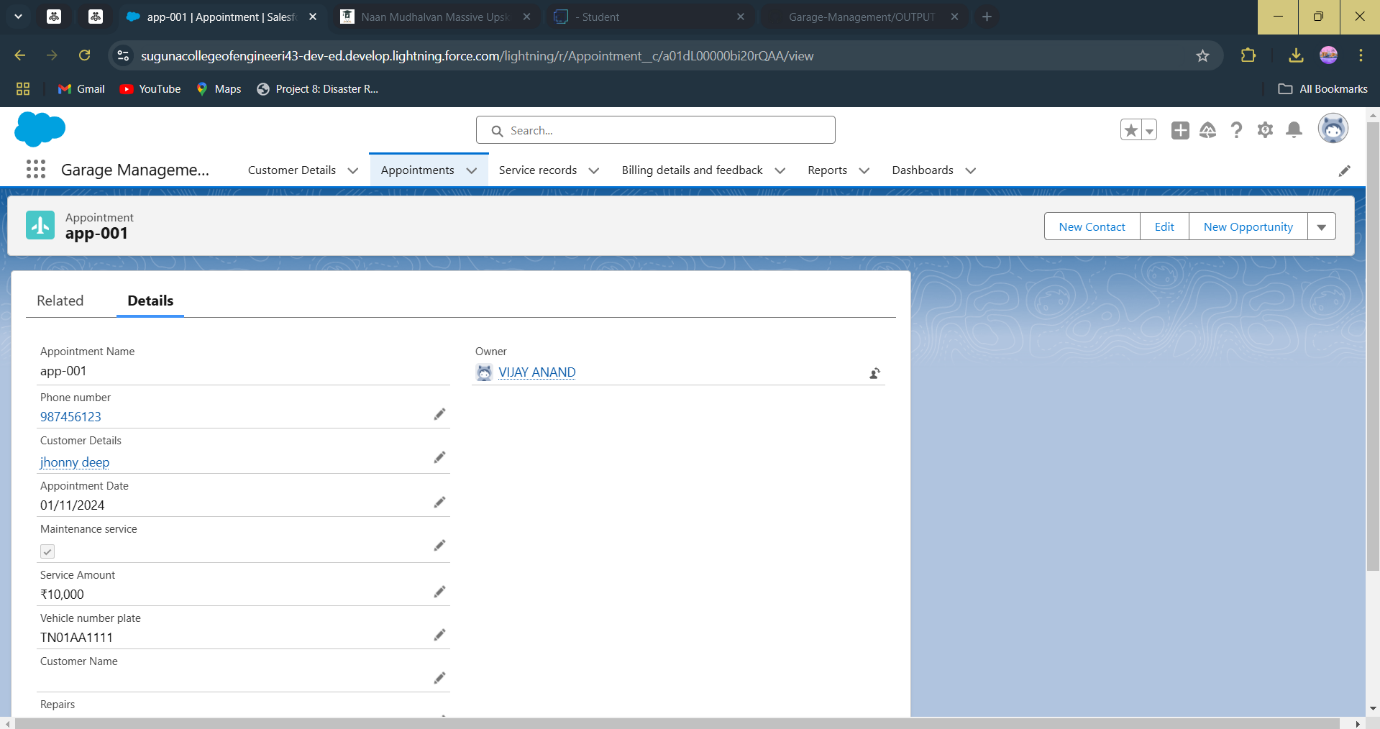 app-001 | Appointment | Salesf
Naan Mudhalvan Massive Upsk
- Student
Garage-Management/OUTPUT
sugunacollegeofengineeri43-dev-ed.develop.lightning.force.com/lightning/r/Appointment__c/a01dL00000bi20rQAA/view
Gmail
YouTube
Maps
Project 8: Disaster R...
All Bookmarks
Search...
Garage Manageme...
Customer Details
Appointments
Service records
Billing details and feedback
Reports
Dashboards
Appointment
app-001
New Contact
Edit
New Opportunity
Related
Details
Appointment Name
app-001
Owner
VIJAY ANAND
Phone number
987456123
Customer Details
jhonny deep
Appointment Date
01/11/2024
Maintenance service
Service Amount
₹10,000
Vehicle number plate
TN01AA1111
Customer Name
Repairs